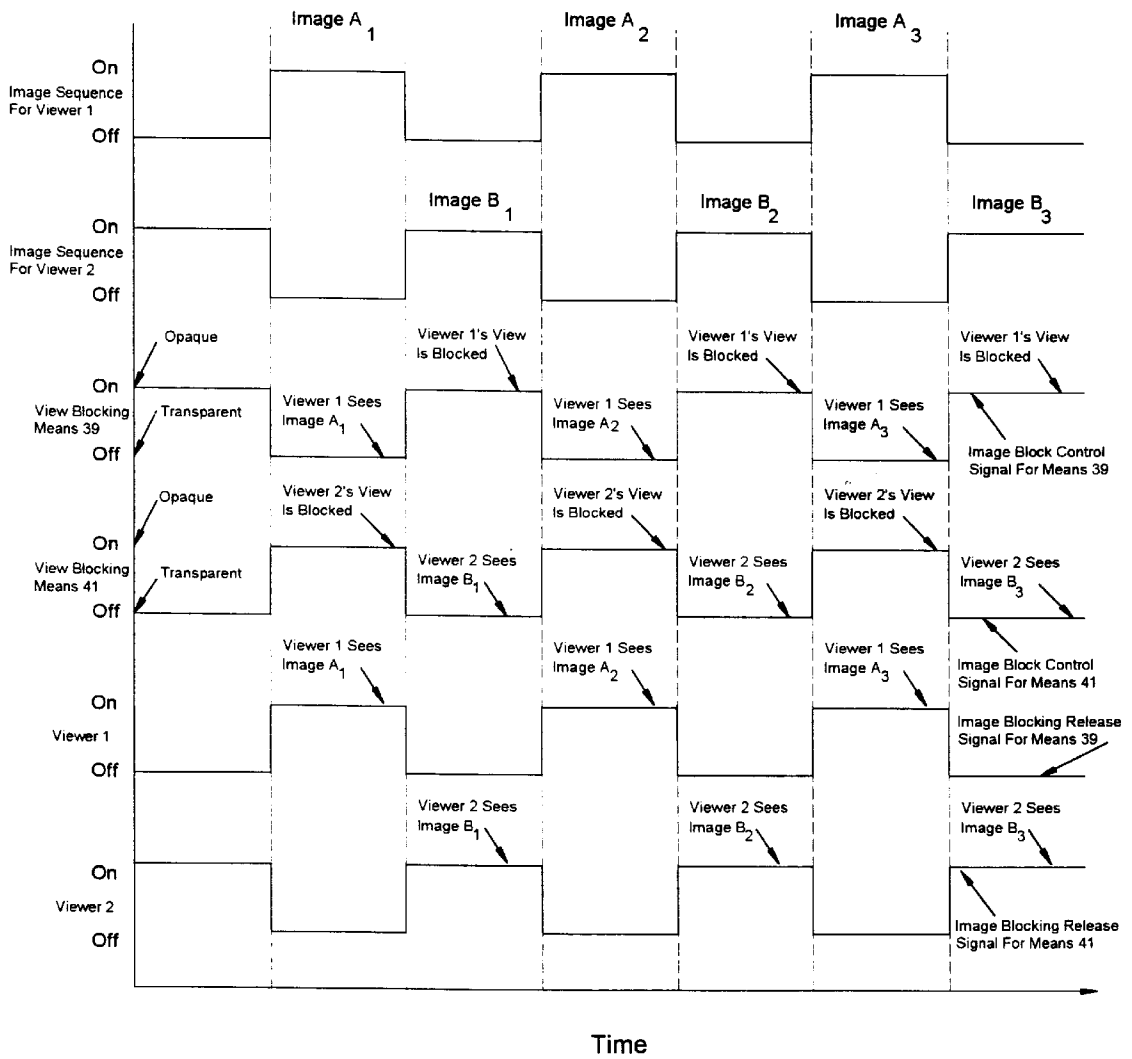 Image A 1
Image A 2
Image A 3
On
Image Sequence
For Viewer 1
Off
Image B 1
Image B 2
Image B 3
On
Image Sequence
For Viewer 2
Off
Opaque
Viewer 1's View
Is Blocked
Viewer 1's View
Is Blocked
Viewer 1's View
Is Blocked
On
View Blocking
Means 39
Transparent
Off
Viewer 1 Sees
Image A1
Viewer 1 Sees
Image A2
Viewer 1 Sees
Image A3
Image Block Control
Signal For Means 39
Opaque
Viewer 2's View
Is Blocked
Viewer 2's View
Is Blocked
Viewer 2's View
Is Blocked
On
View Blocking
Means 41
Transparent
Off
Viewer 2 Sees
Image B1
Viewer 2 Sees
Image B2
Viewer 2 Sees
Image B3
Image Block Control
Signal For Means 41
Viewer 1 Sees
Image A1
Viewer 1 Sees
Image A2
Viewer 1 Sees
Image A3
On
Viewer 1
Off
Image Blocking Release
Signal For Means 39
Viewer 2 Sees
Image B1
Viewer 2 Sees
Image B2
Viewer 2 Sees
Image B3
On
Viewer 2
Off
Image Blocking Release
Signal For Means 41
Time